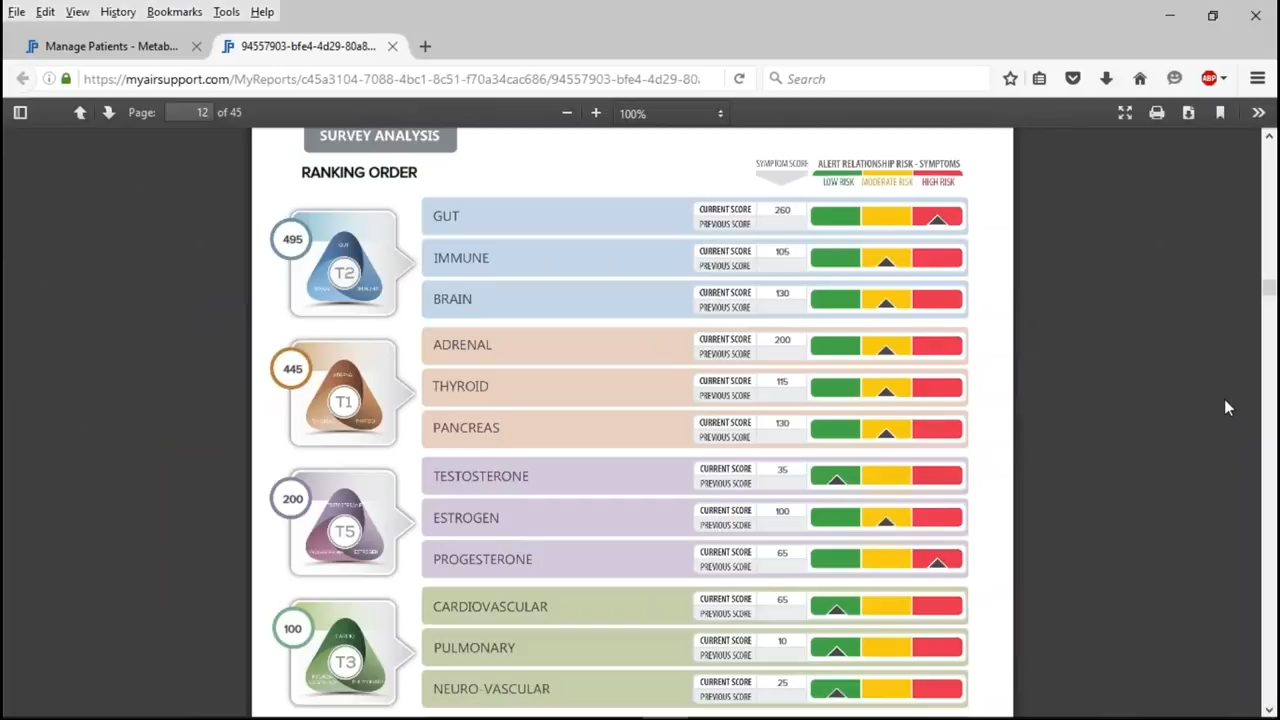 File Edit View History Bookmarks Tools Help
Manage Patients - Metab...
94557903-bfe4-4d29-80a8...
https://myairsupport.com/MyReports/c45a3104-7088-4bc1-8c51-f70a34cac686/94557903-bfe4-4d29-80
Search
ABP
Page: 12 of 45
100%
SURVEY ANALYSIS
RANKING ORDER
SYMPTOM SCORE
ALERT RELATIONSHIP RISK - SYMPTOMS
LOW RISK MODERATE RISK HIGH RISK
495
GUT
T2
GUT
CURRENT SCORE 260
PREVIOUS SCORE
IMMUNE
CURRENT SCORE 105
PREVIOUS SCORE
BRAIN
CURRENT SCORE 130
PREVIOUS SCORE
445
T1
ADRENAL
CURRENT SCORE 200
PREVIOUS SCORE
THYROID
CURRENT SCORE 115
PREVIOUS SCORE
PANCREAS
CURRENT SCORE 130
PREVIOUS SCORE
200
T5
ESTROGEN
TESTOSTERONE
CURRENT SCORE 35
PREVIOUS SCORE
ESTROGEN
CURRENT SCORE 100
PREVIOUS SCORE
PROGESTERONE
CURRENT SCORE 65
PREVIOUS SCORE
100
CARDIO
T3
CARDIOVASCULAR
CURRENT SCORE 65
PREVIOUS SCORE
PULMONARY
CURRENT SCORE 10
PREVIOUS SCORE
NEURO-VASCULAR
CURRENT SCORE 25
PREVIOUS SCORE